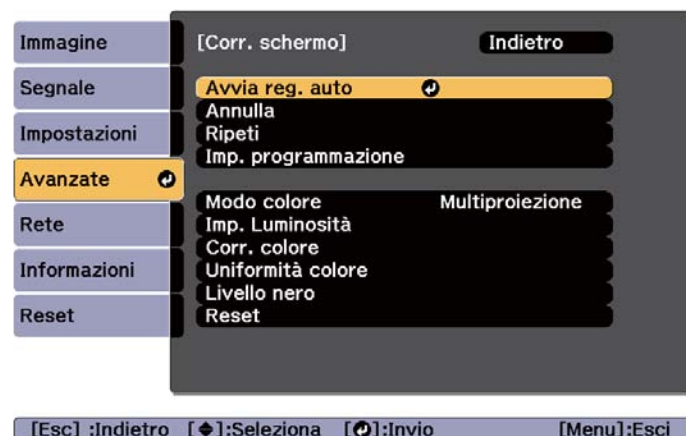 Immagine
Segnale
Impostazioni
Avanzate
Rete
Informazioni
Reset
[Corr. schermo] Indietro
Avvia reg. auto
Annulla
Ripeti
Imp. programmazione
Modo colore Multiproiezione
Imp. Luminosità
Corr. colore
Uniformità colore
Livello nero
Reset
[Esc] :Indietro [◆]:Seleziona [↵]:Invio [Menu]:Esci